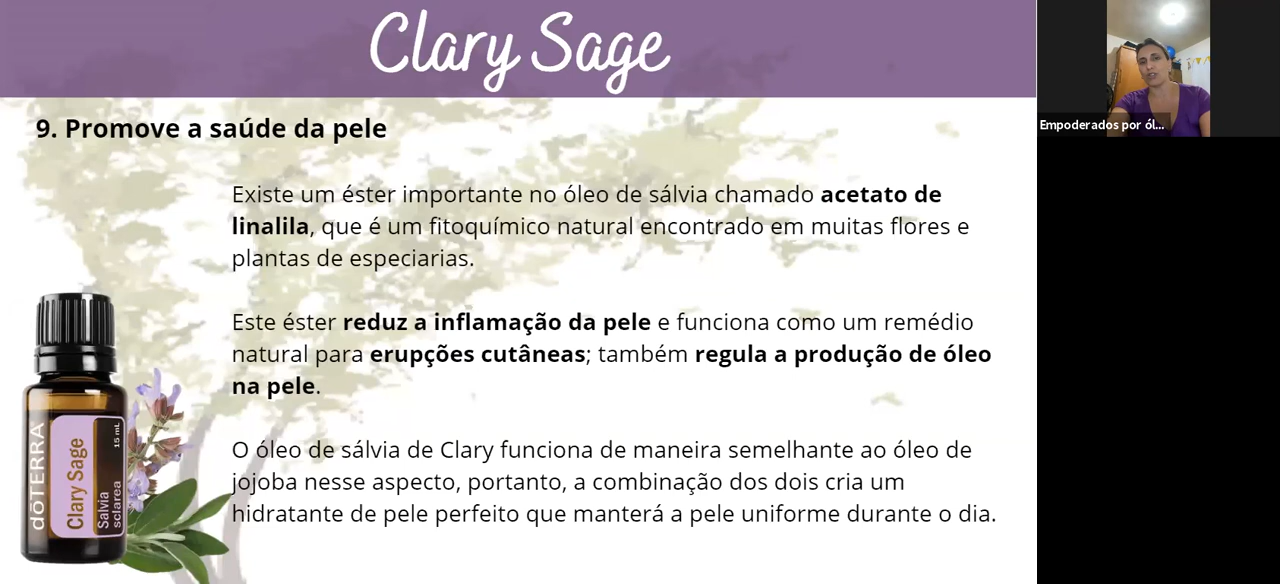 Clary Sage
Empoderados por ól...
9. Promove a saúde da pele
Existe um éster importante no óleo de sálvia chamado acetato de
linalila, que é um fitoquímico natural encontrado em muitas flores e
plantas de especiarias.
Este éster reduz a inflamação da pele e funciona como um remédio
natural para erupções cutâneas; também regula a produção de óleo
na pele.
O óleo de sálvia de Clary funciona de maneira semelhante ao óleo de
jojoba nesse aspecto, portanto, a combinação dos dois cria um
hidratante de pele perfeito que manterá a pele uniforme durante o dia.
dōTERRA
Clary Sage
Salvia
sclarea
15 mL